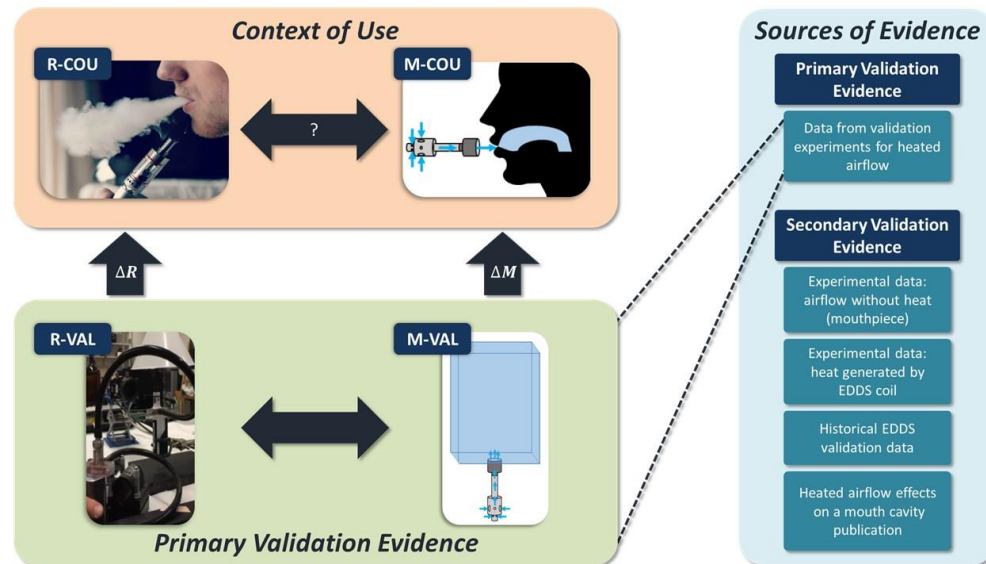 Context of Use
R-COU
M-COU
?
ΔR
ΔM
R-VAL
M-VAL
Primary Validation Evidence
Sources of Evidence
Primary Validation
Evidence
Data from validation
experiments for heated
airflow
Secondary Validation
Evidence
Experimental data:
airflow without heat
(mouthpiece)
Experimental data:
heat generated by
EDDS coil
Historical EDDS
validation data
Heated airflow effects
on a mouth cavity
publication